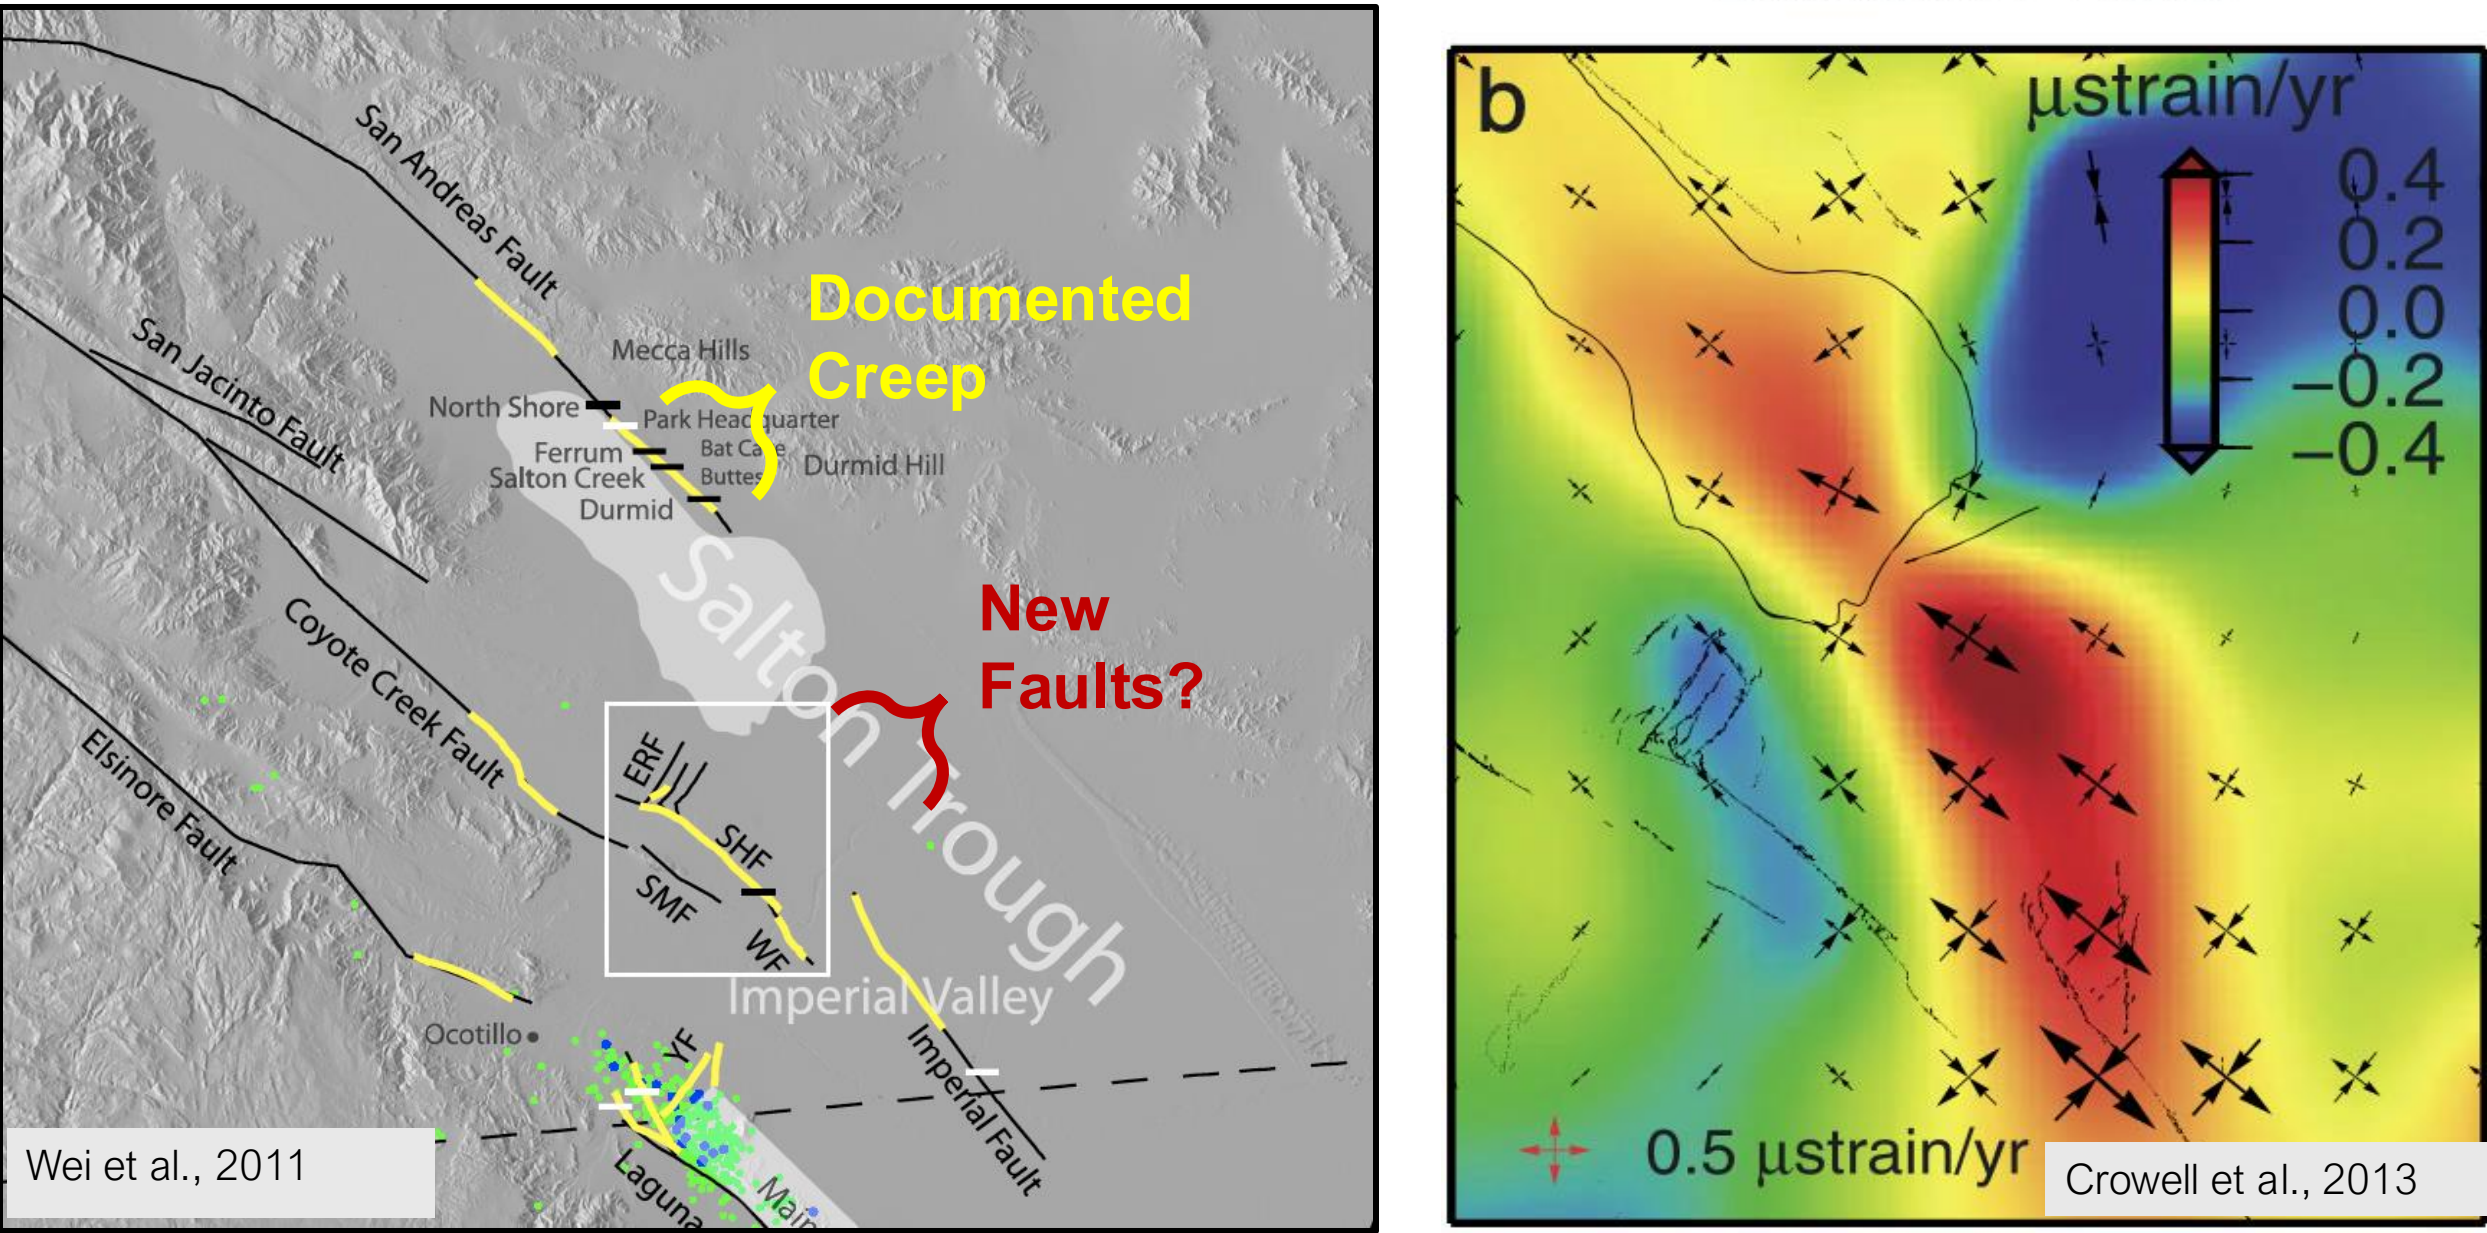 San Andreas Fault
Documented
Creep
Mecca Hills
San Jacinto Fault
North Shore
Park Headquarter
Ferrum
Bat Cave
Salton Creek
Buttes
Durmid Hill
Durmid
Salton Trough
New
Faults?
Coyote Creek Fault
Elsinore Fault
ERF
SHF
SMF
WF
Imperial Valley
Ocotillo
YF
Imperial Fault
Laguna
Main
Wei et al., 2011
b
μstrain/yr
0.4
0.2
0.0
−0.2
−0.4
0.5 μstrain/yr
Crowell et al., 2013